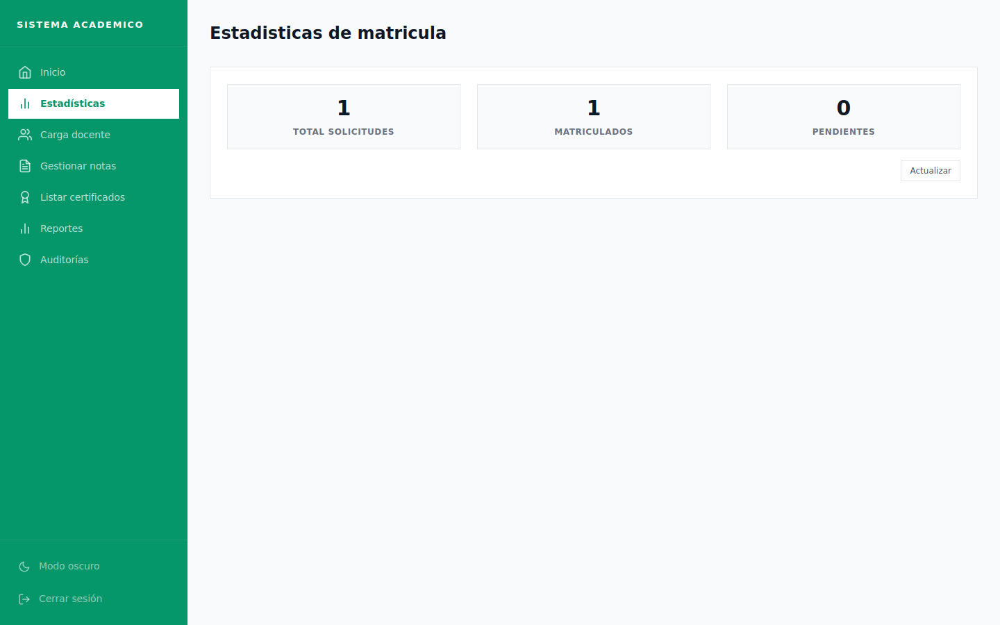 SISTEMA ACADEMICO
Inicio
Estadísticas
Carga docente
Gestionar notas
Listar certificados
Reportes
Auditorías
Modo oscuro
Cerrar sesión
Estadisticas de matricula
1
TOTAL SOLICITUDES
1
MATRICULADOS
0
PENDIENTES
Actualizar